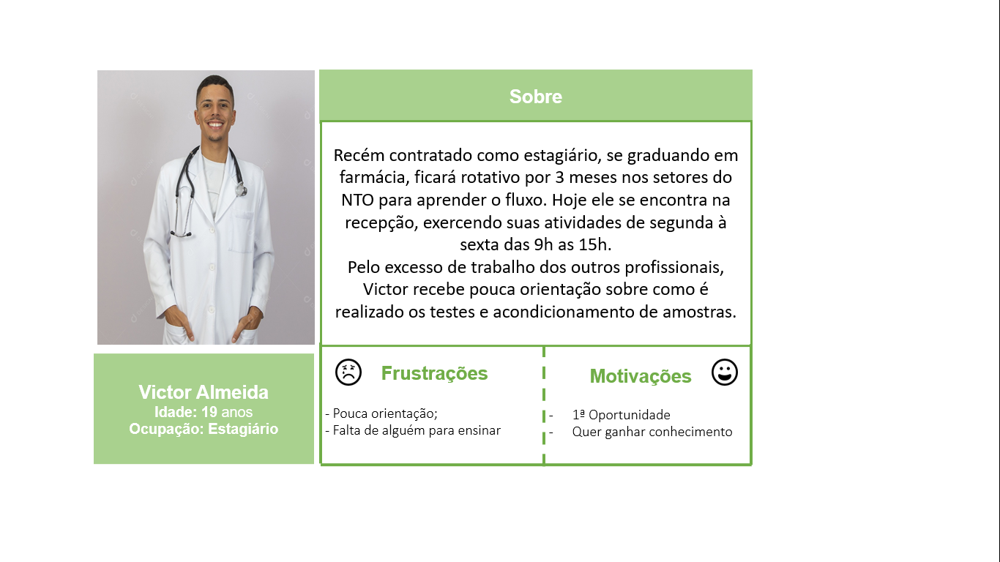 Sobre
Recém contratado como estagiário, se graduando em
farmácia, ficará rotativo por 3 meses nos setores do
NTO para aprender o fluxo. Hoje ele se encontra na
recepção, exercendo suas atividades de segunda à
sexta das 9h as 15h.
Pelo excesso de trabalho dos outros profissionais,
Victor recebe pouca orientação sobre como é
realizado os testes e acondicionamento de amostras.
Victor Almeida
Idade: 19 anos
Ocupação: Estagiário
Frustrações
- Pouca orientação;
- Falta de alguém para ensinar
Motivações
- 1ª Oportunidade
- Quer ganhar conhecimento